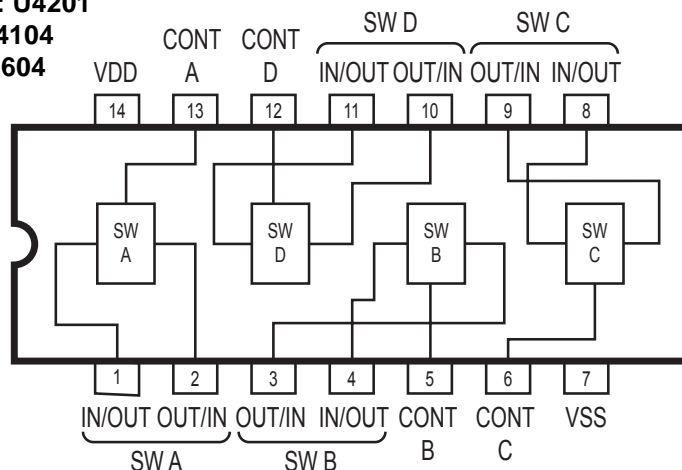 : U4201
4104
604
SW D
SW C
CONT
CONT
VDD
A
D
IN/OUT OUT/IN OUT/IN IN/OUT
14
13
12
11
10
9
8
SW
A
SW
D
SW
B
SW
C
1
2
3
4
5
6
7
IN/OUT OUT/IN OUT/IN IN/OUT CONT CONT VSS
B
C
SW A
SW B